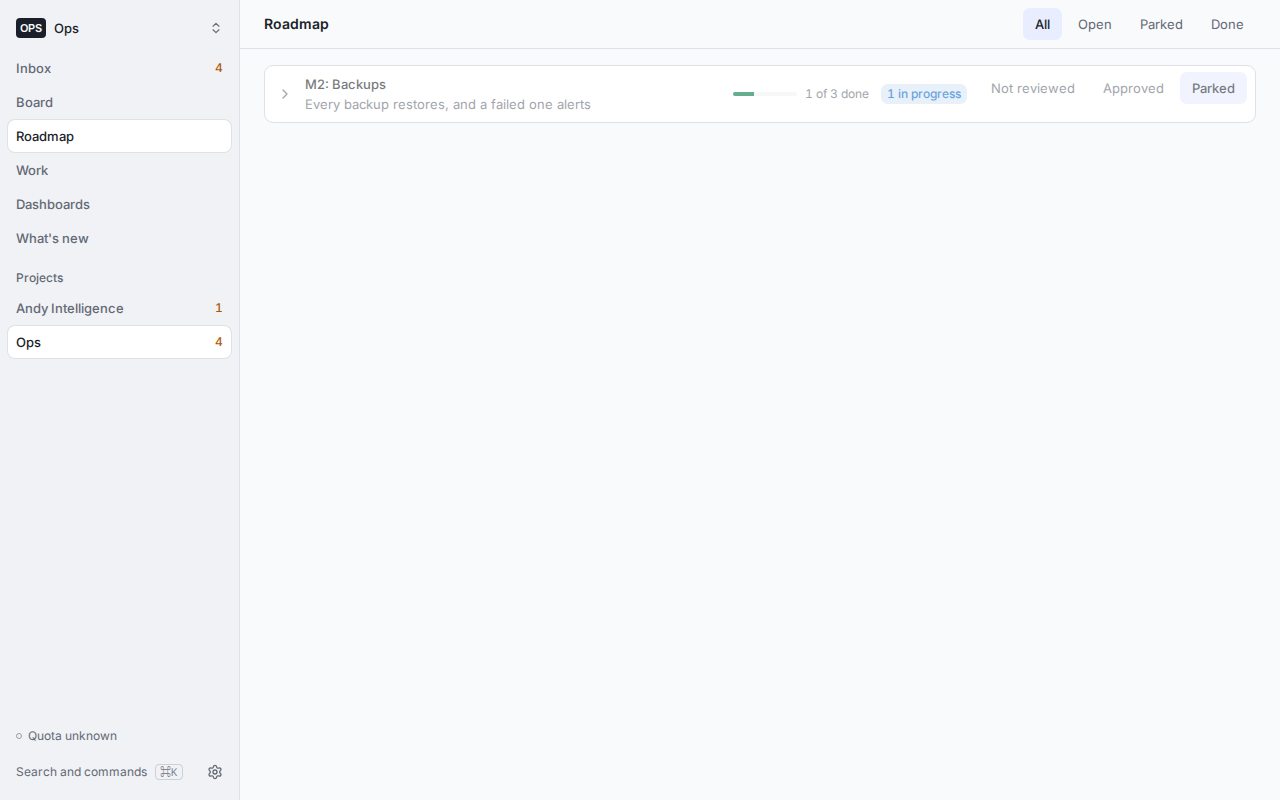 OPS Ops
Inbox 4
Board
Roadmap
Work
Dashboards
What's new
Projects
Andy Intelligence 1
Ops 4
Quota unknown
Search and commands ⌘K
Roadmap
All Open Parked Done
M2: Backups
Every backup restores, and a failed one alerts
1 of 3 done 1 in progress Not reviewed Approved Parked